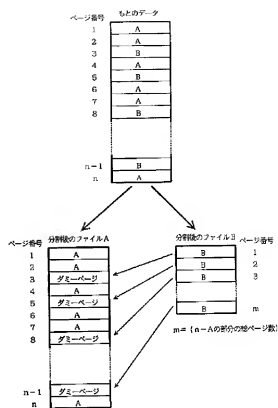 ページ番号 もとのデータ
1 A
2 A
3 B
4 A
5 B
6 A
7 A
8 B
n-1 B
n A
ページ番号 分割後のファイルA
1 A
2 A
3 ダミーページ
4 A
5 ダミーページ
6 A
7 A
8 ダミーページ
n-1 ダミーページ
n A
分割後のファイルB ページ番号
B 1
B 2
B 3
B m
m=(n-Aの部分の総ページ数)